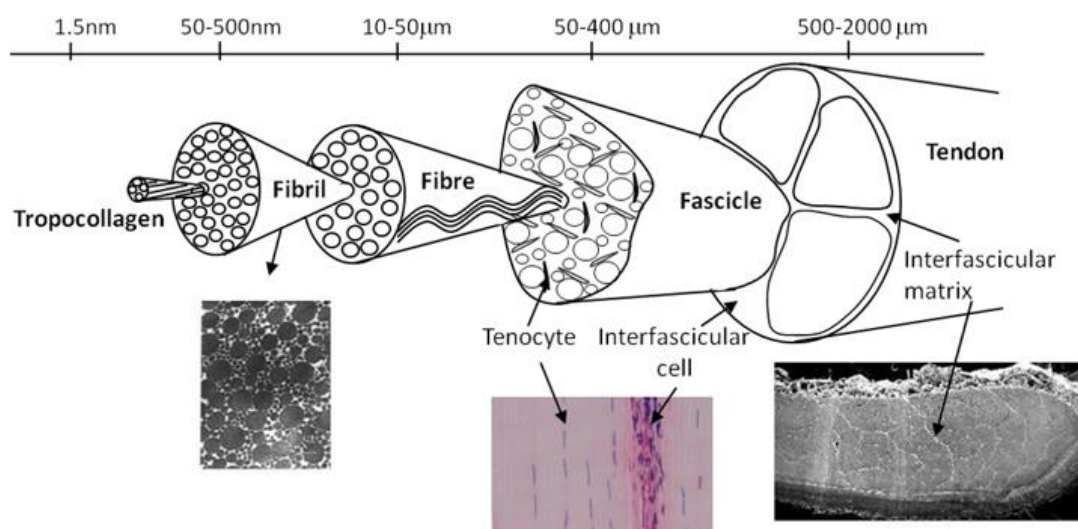 1.5nm 50-500nm 10-50µm 50-400 µm 500-2000 µm
Tropocollagen
Fibril
Fibre
Fascicle
Tendon
Tenocyte
Interfascicular
cell
Interfascicular
matrix